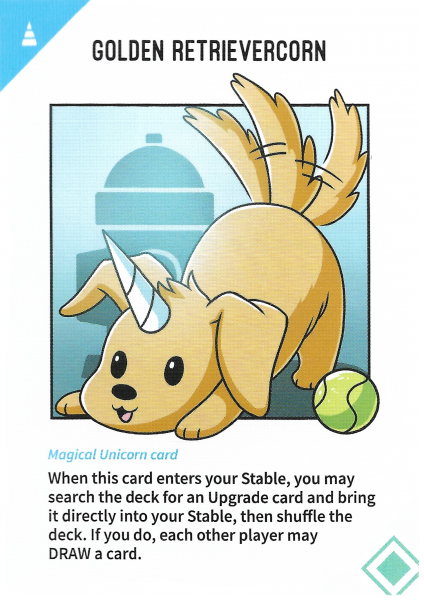 GOLDEN RETRIEVERCORN
Magical Unicorn card
When this card enters your Stable, you may
search the deck for an Upgrade card and bring
it directly into your Stable, then shuffle the
deck. If you do, each other player may
DRAW a card.